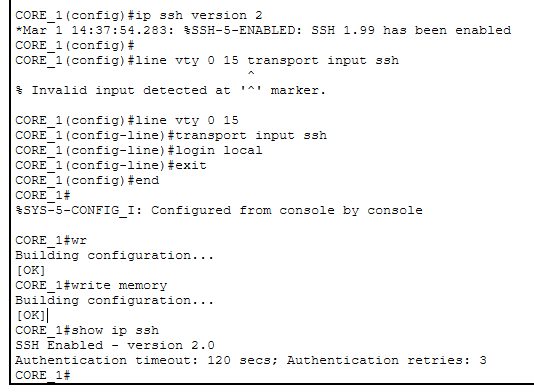 CORE_1(config)#ip ssh version 2
*Mar 1 14:37:54.283: %SSH-5-ENABLED: SSH 1.99 has been enabled
CORE_1(config)#
CORE_1(config)#line vty 0 15 transport input ssh
^
% Invalid input detected at '^' marker.
CORE_1(config)#line vty 0 15
CORE_1(config-line)#transport input ssh
CORE_1(config-line)#login local
CORE_1(config-line)#exit
CORE_1(config)#end
CORE_1#
%SYS-5-CONFIG_I: Configured from console by console
CORE_1#wr
Building configuration...
[OK]
CORE_1#write memory
Building configuration...
[OK]
CORE_1#show ip ssh
SSH Enabled - version 2.0
Authentication timeout: 120 secs; Authentication retries: 3
CORE_1#